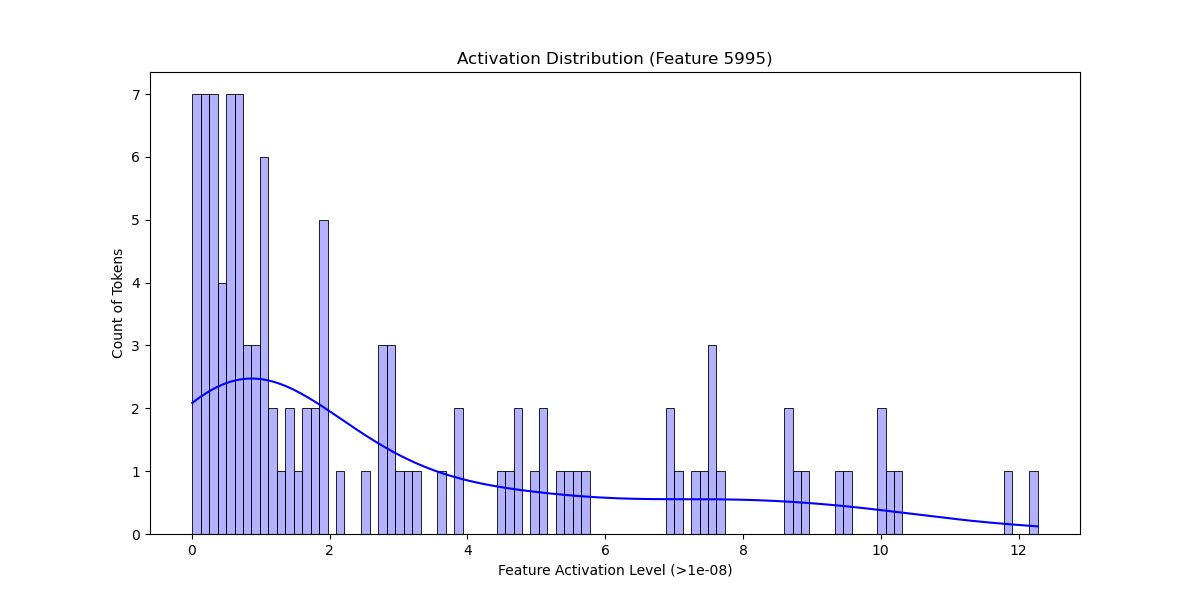 Activation Distribution (Feature 5995)
Count of Tokens
7
6
5
4
3
2
1
0
0 2 4 6 8 10 12
Feature Activation Level (>1e-08)